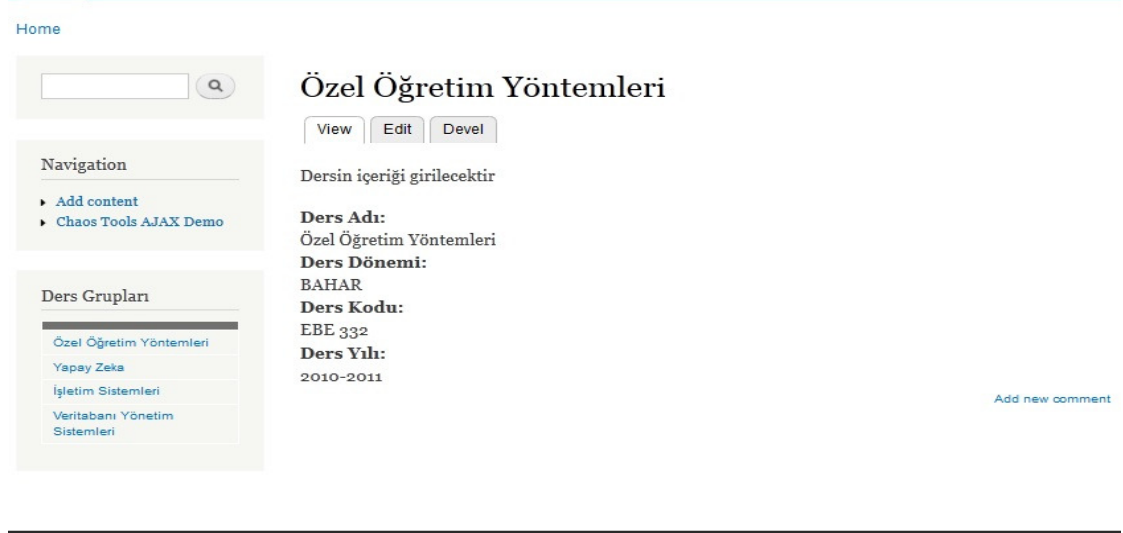 Home
Özel Öğretim Yöntemleri
View Edit Devel
Navigation
Add content
Chaos Tools AJAX Demo
Ders Grupları
Özel Öğretim Yöntemleri
Yapay Zeka
İşletim Sistemleri
Veritabanı Yönetim
Sistemleri
Dersin içeriği girilecektir
Ders Adı:
Özel Öğretim Yöntemleri
Ders Dönemi:
BAHAR
Ders Kodu:
EBE 332
Ders Yılı:
2010-2011
Add new comment